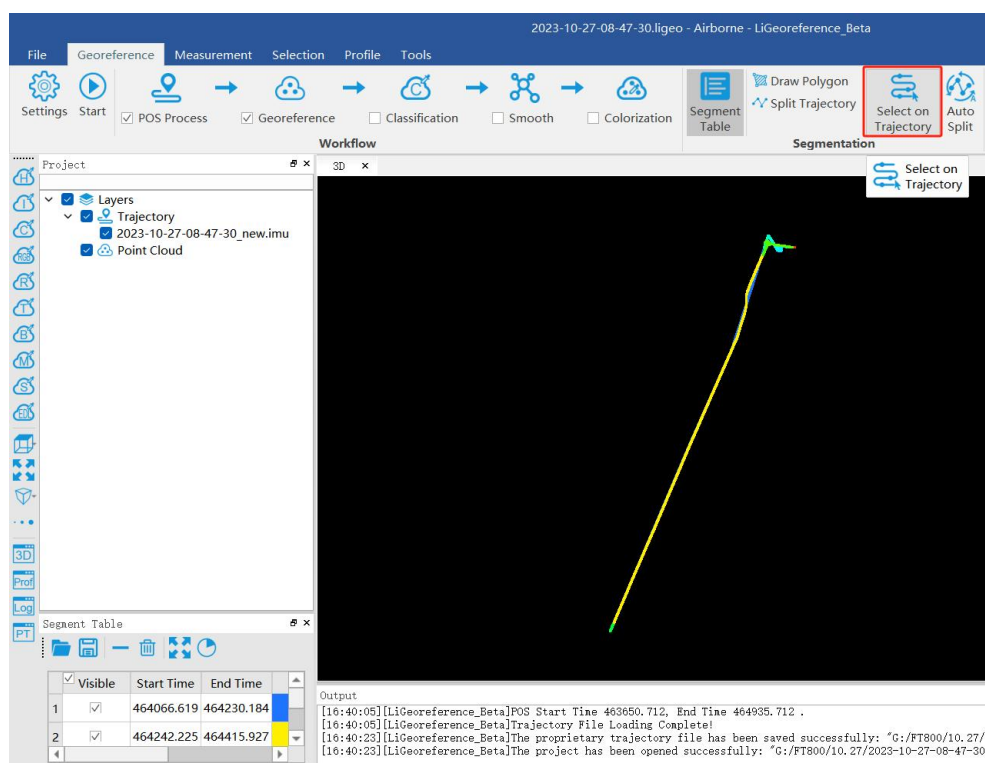 2023-10-27-08-47-30.ligeo - Airborne - LiGeoreference_Beta
File Georeference Measurement Selection Profile Tools
Settings Start POS Process Georeference Classification Smooth Colorization
Segment Table
Draw Polygon
Split Trajectory
Select on Trajectory
Auto Split
Workflow Segmentation
Project
3D
Select on
Trajectory
Layers
Trajectory
2023-10-27-08-47-30_new.imu
Point Cloud
H
I
C
RGB
R
T
B
M
S
EDL
3D
Prof
Log
PT
Segment Table
Visible Start Time End Time
1 464066.619 464230.184
2 464242.225 464415.927
Output
[16:40:05][LiGeoreference_Beta]POS Start Time 463650.712, End Time 464935.712 .
[16:40:05][LiGeoreference_Beta]Trajectory File Loading Complete!
[16:40:23][LiGeoreference_Beta]The proprietary trajectory file has been saved successfully: "G:/FT800/10.27/
[16:40:23][LiGeoreference_Beta]The project has been opened successfully: "G:/FT800/10.27/2023-10-27-08-47-30